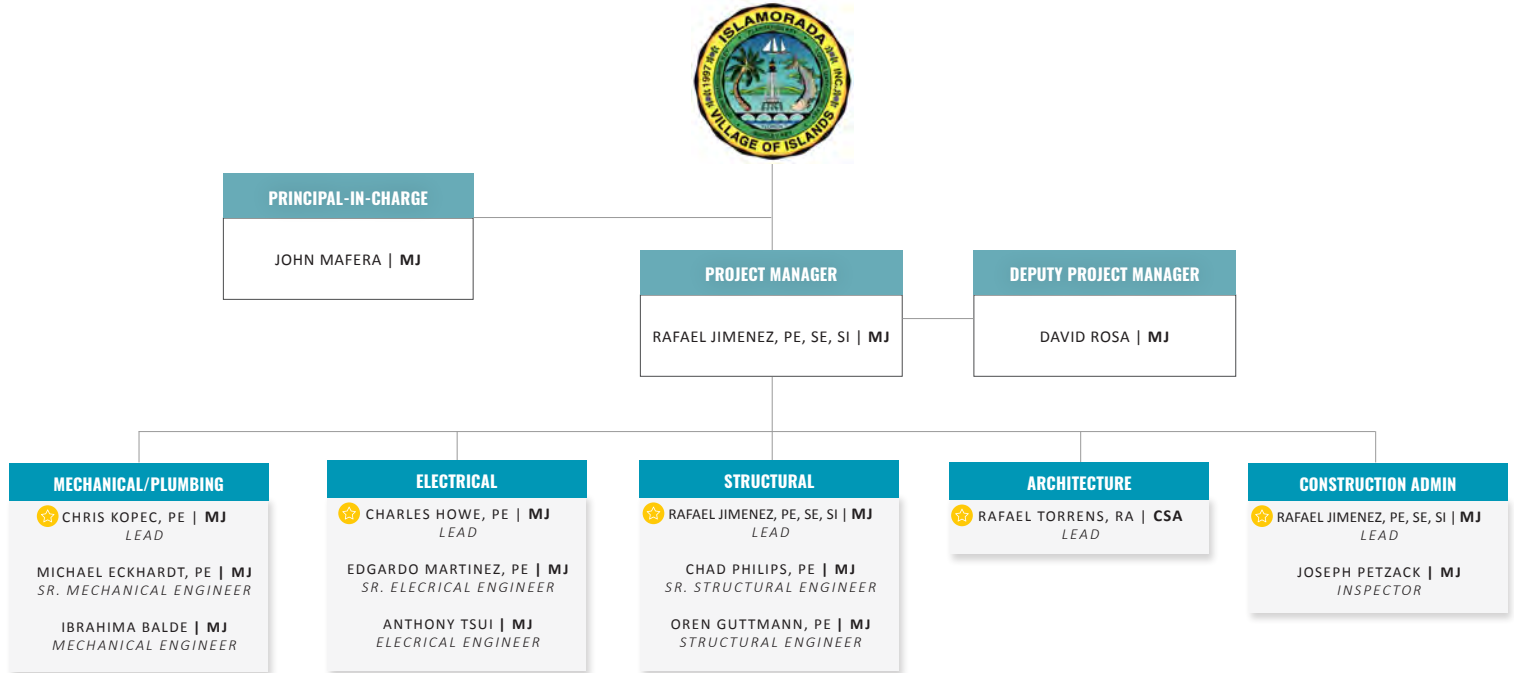 ISLAMORADA
INC.
1997
VILLAGE OF ISLANDS
PRINCIPAL-IN-CHARGE
JOHN MAFERA | MJ
PROJECT MANAGER
RAFAEL JIMENEZ, PE, SE, SI | MJ
DEPUTY PROJECT MANAGER
DAVID ROSA | MJ
MECHANICAL/PLUMBING
CHRIS KOPEC, PE | MJ
LEAD
MICHAEL ECKHARDT, PE | MJ
SR. MECHANICAL ENGINEER
IBRAHIMA BALDE | MJ
MECHANICAL ENGINEER
ELECTRICAL
CHARLES HOWE, PE | MJ
LEAD
EDGARDO MARTINEZ, PE | MJ
SR. ELECRICAL ENGINEER
ANTHONY TSUI | MJ
ELECRICAL ENGINEER
STRUCTURAL
RAFAEL JIMENEZ, PE, SE, SI | MJ
LEAD
CHAD PHILIPS, PE | MJ
SR. STRUCTURAL ENGINEER
OREN GUTTMANN, PE | MJ
STRUCTURAL ENGINEER
ARCHITECTURE
RAFAEL TORRENS, RA | CSA
LEAD
CONSTRUCTION ADMIN
RAFAEL JIMENEZ, PE, SE, SI | MJ
LEAD
JOSEPH PETZACK | MJ
INSPECTOR